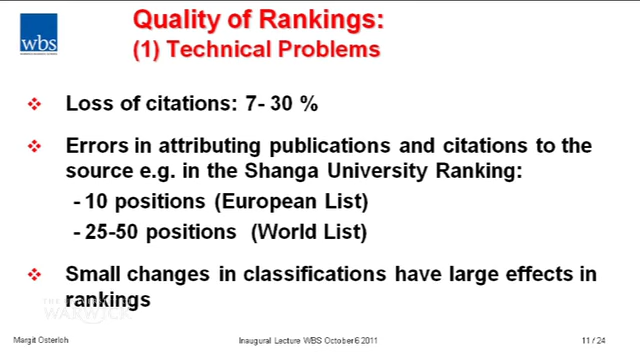 Quality of Rankings:
wbs
(1) Technical Problems
❖ Loss of citations: 7- 30 %
❖ Errors in attributing publications and citations to the
source e.g. in the Shanga University Ranking:
- 10 positions (European List)
- 25-50 positions (World List)
❖ Small changes in classifications have large effects in
rankings
WARWICK
Margit Osterloh
Inaugural Lecture WBS October 6 2011
11 / 24